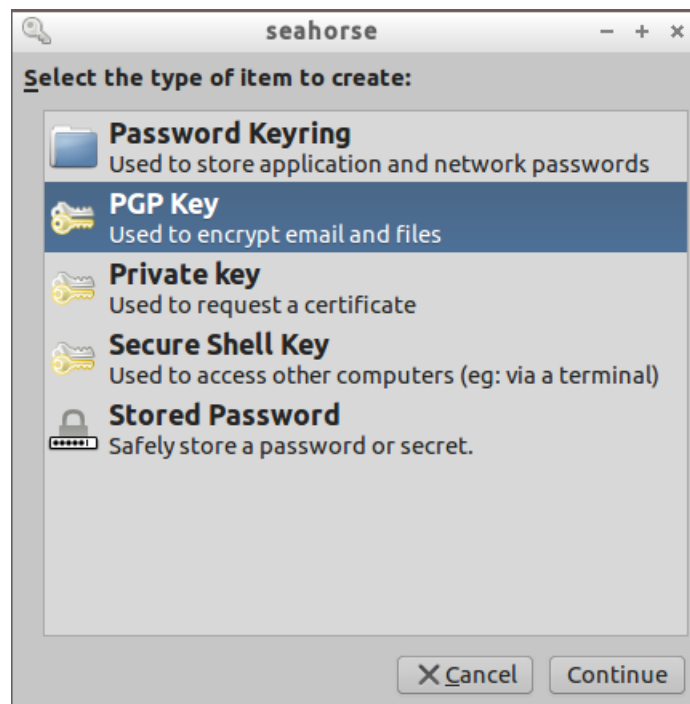 seahorse
Select the type of item to create:
Password Keyring
Used to store application and network passwords
PGP Key
Used to encrypt email and files
Private key
Used to request a certificate
Secure Shell Key
Used to access other computers (eg: via a terminal)
Stored Password
Safely store a password or secret.
Cancel Continue